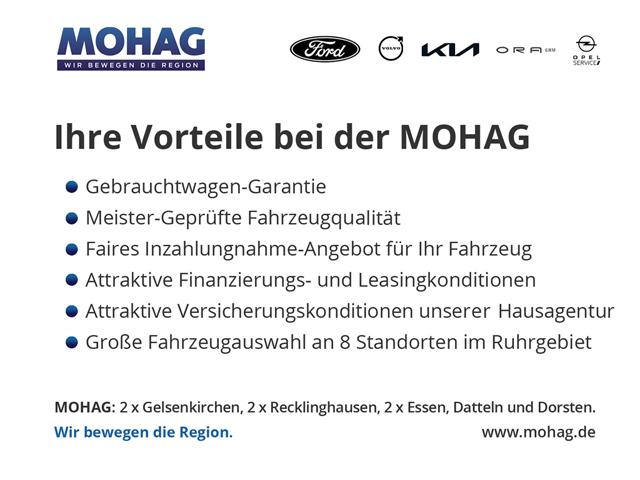 MOHAG
WIR BEWEGEN DIE REGION
Ford
VOLVO
KIA
ORA GWM
OPEL
SERVICE
Ihre Vorteile bei der MOHAG
Gebrauchtwagen-Garantie
Meister-Geprüfte Fahrzeugqualität
Faires Inzahlungnahme-Angebot für Ihr Fahrzeug
Attraktive Finanzierungs- und Leasingkonditionen
Attraktive Versicherungskonditionen unserer Hausagentur
Große Fahrzeugauswahl an 8 Standorten im Ruhrgebiet
MOHAG: 2 x Gelsenkirchen, 2 x Recklinghausen, 2 x Essen, Datteln und Dorsten.
Wir bewegen die Region. www.mohag.de